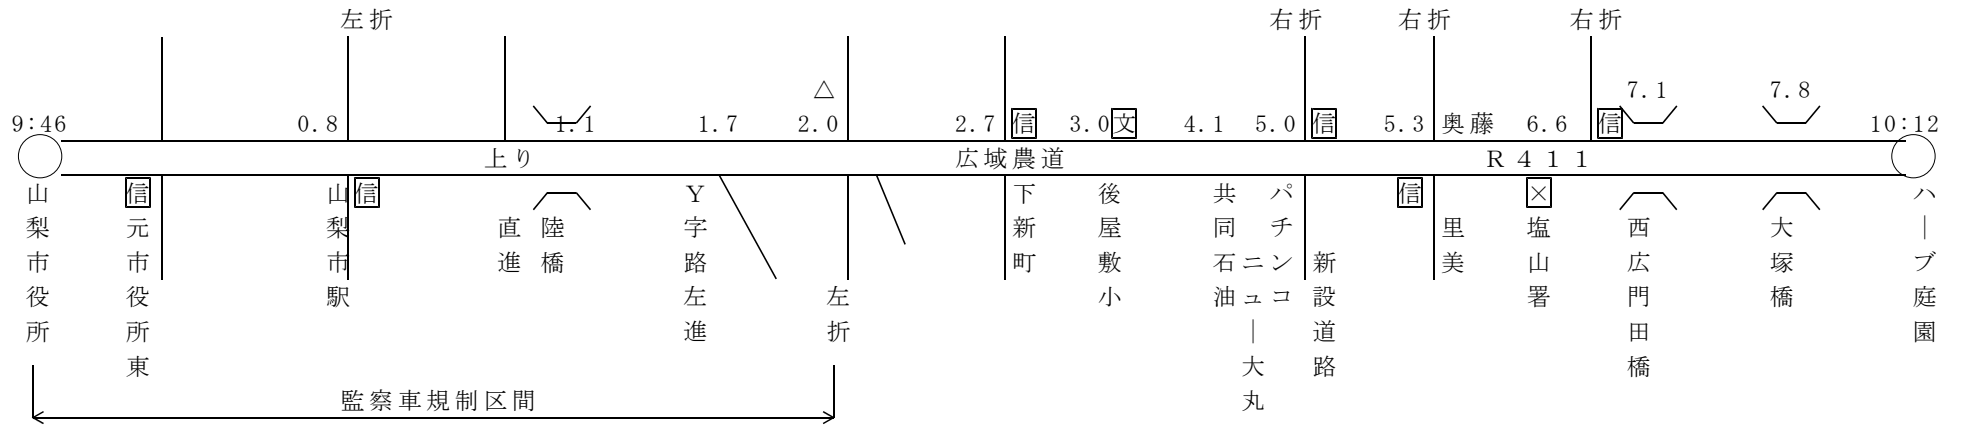 左折
右折
右折
右折
△
7.1
7.8
9:46
0.8
1.1
1.7
2.0
2.7
信
3.0
文
4.1
5.0
信
5.3
奥藤
6.6
信
10:12
上り
広域農道
R411
山梨市役所
信
元市役所東
山梨市駅
信
直進
陸橋
Y字路左進
左折
下新町
後屋敷小
共同石油
パチンコ
ニュー大丸
新設道路
信
里美
×
塩山署
西広門田橋
大塚橋
ハーブ庭園
監察車規制区間